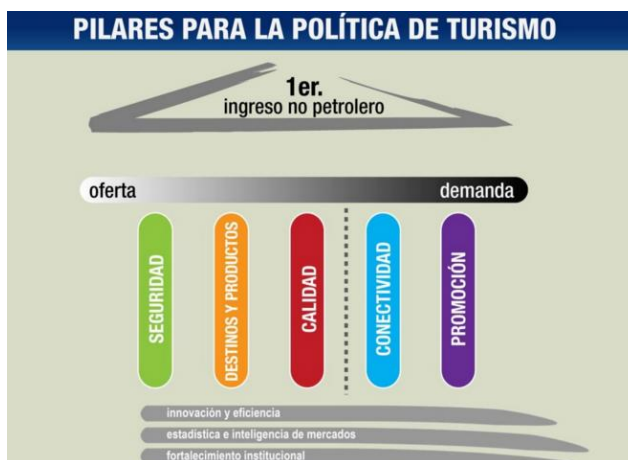 PILARES PARA LA POLÍTICA DE TURISMO
1er.
ingreso no petrolero
oferta
demanda
SEGURIDAD
DESTINOS Y PRODUCTOS
CALIDAD
CONECTIVIDAD
PROMOCIÓN
innovación y eficiencia
estadística e inteligencia de mercados
fortalecimiento institucional